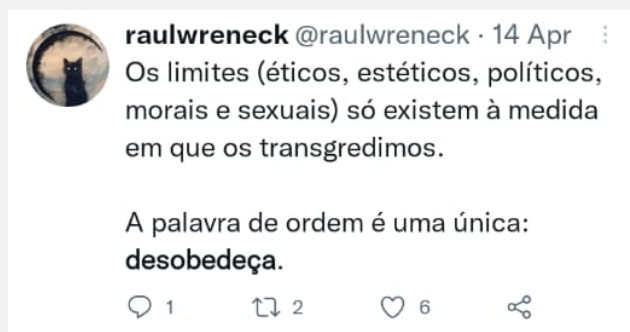 raulwreneck @raulwreneck · 14 Apr
Os limites (éticos, estéticos, políticos,
morais e sexuais) só existem à medida
em que os transgredimos.
A palavra de ordem é uma única:
desobedeça.
1 2 6